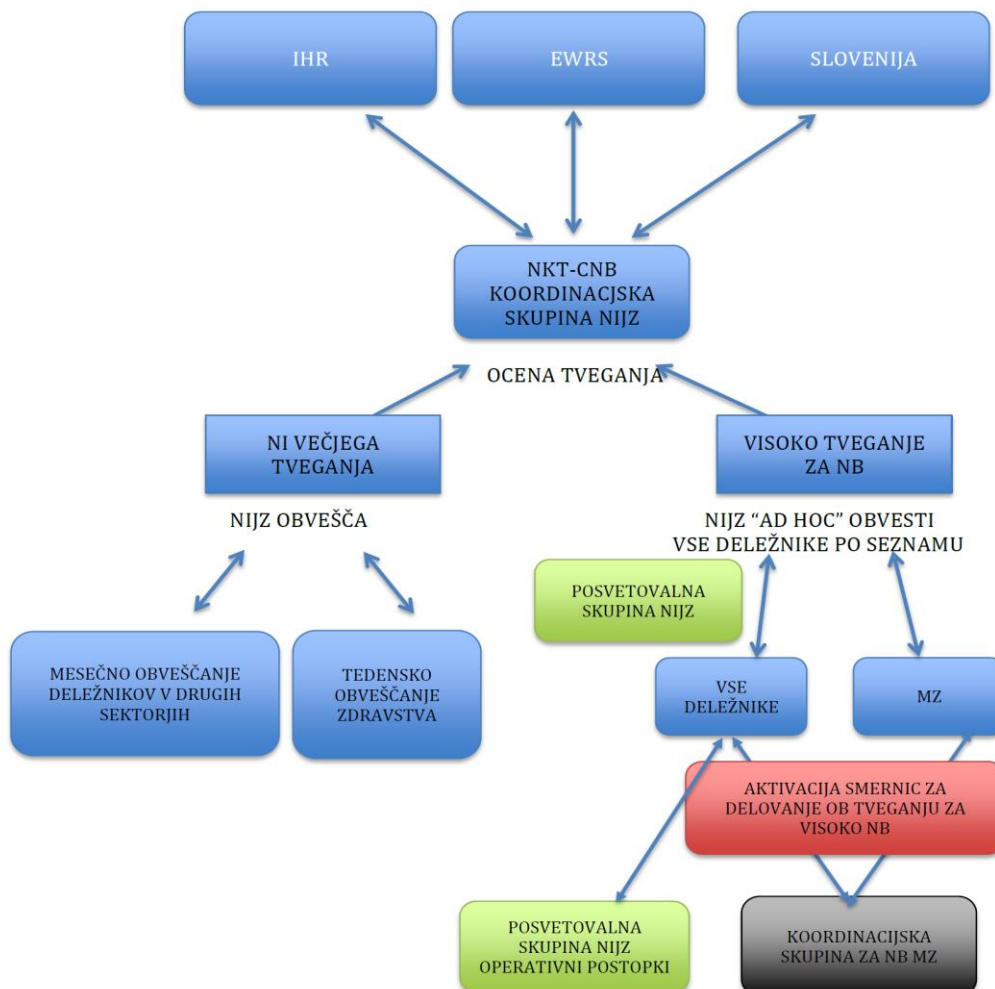 IHR
EWRS
SLOVENIJA
NKT-CNB
KOORDINACJSKA
SKUPINA NIJZ
OCENA TVEGANJA
NI VEČJEGA
TVEGANJA
VISOKO TVEGANJE
ZA NB
NIJZ OBVEŠČA
NIJZ “AD HOC” OBVESTI
VSE DELEŽNIKE PO SEZNAMU
POSVETOVALNA
SKUPINA NIJZ
MESEČNO OBVEŠČANJE
DELEŽNIKOV V DRUGIH
SEKTORJIH
TEDENSKO
OBVEŠČANJE
ZDRAVSTVA
VSE
DELEŽNIKE
MZ
AKTIVACIJA SMERNIC ZA
DELOVANJE OB TVEGANJU ZA
VISOKO NB
POSVETOVALNA
SKUPINA NIJZ
OPERATIVNI POSTOPKI
KOORDINACIJSKA
SKUPINA ZA NB MZ